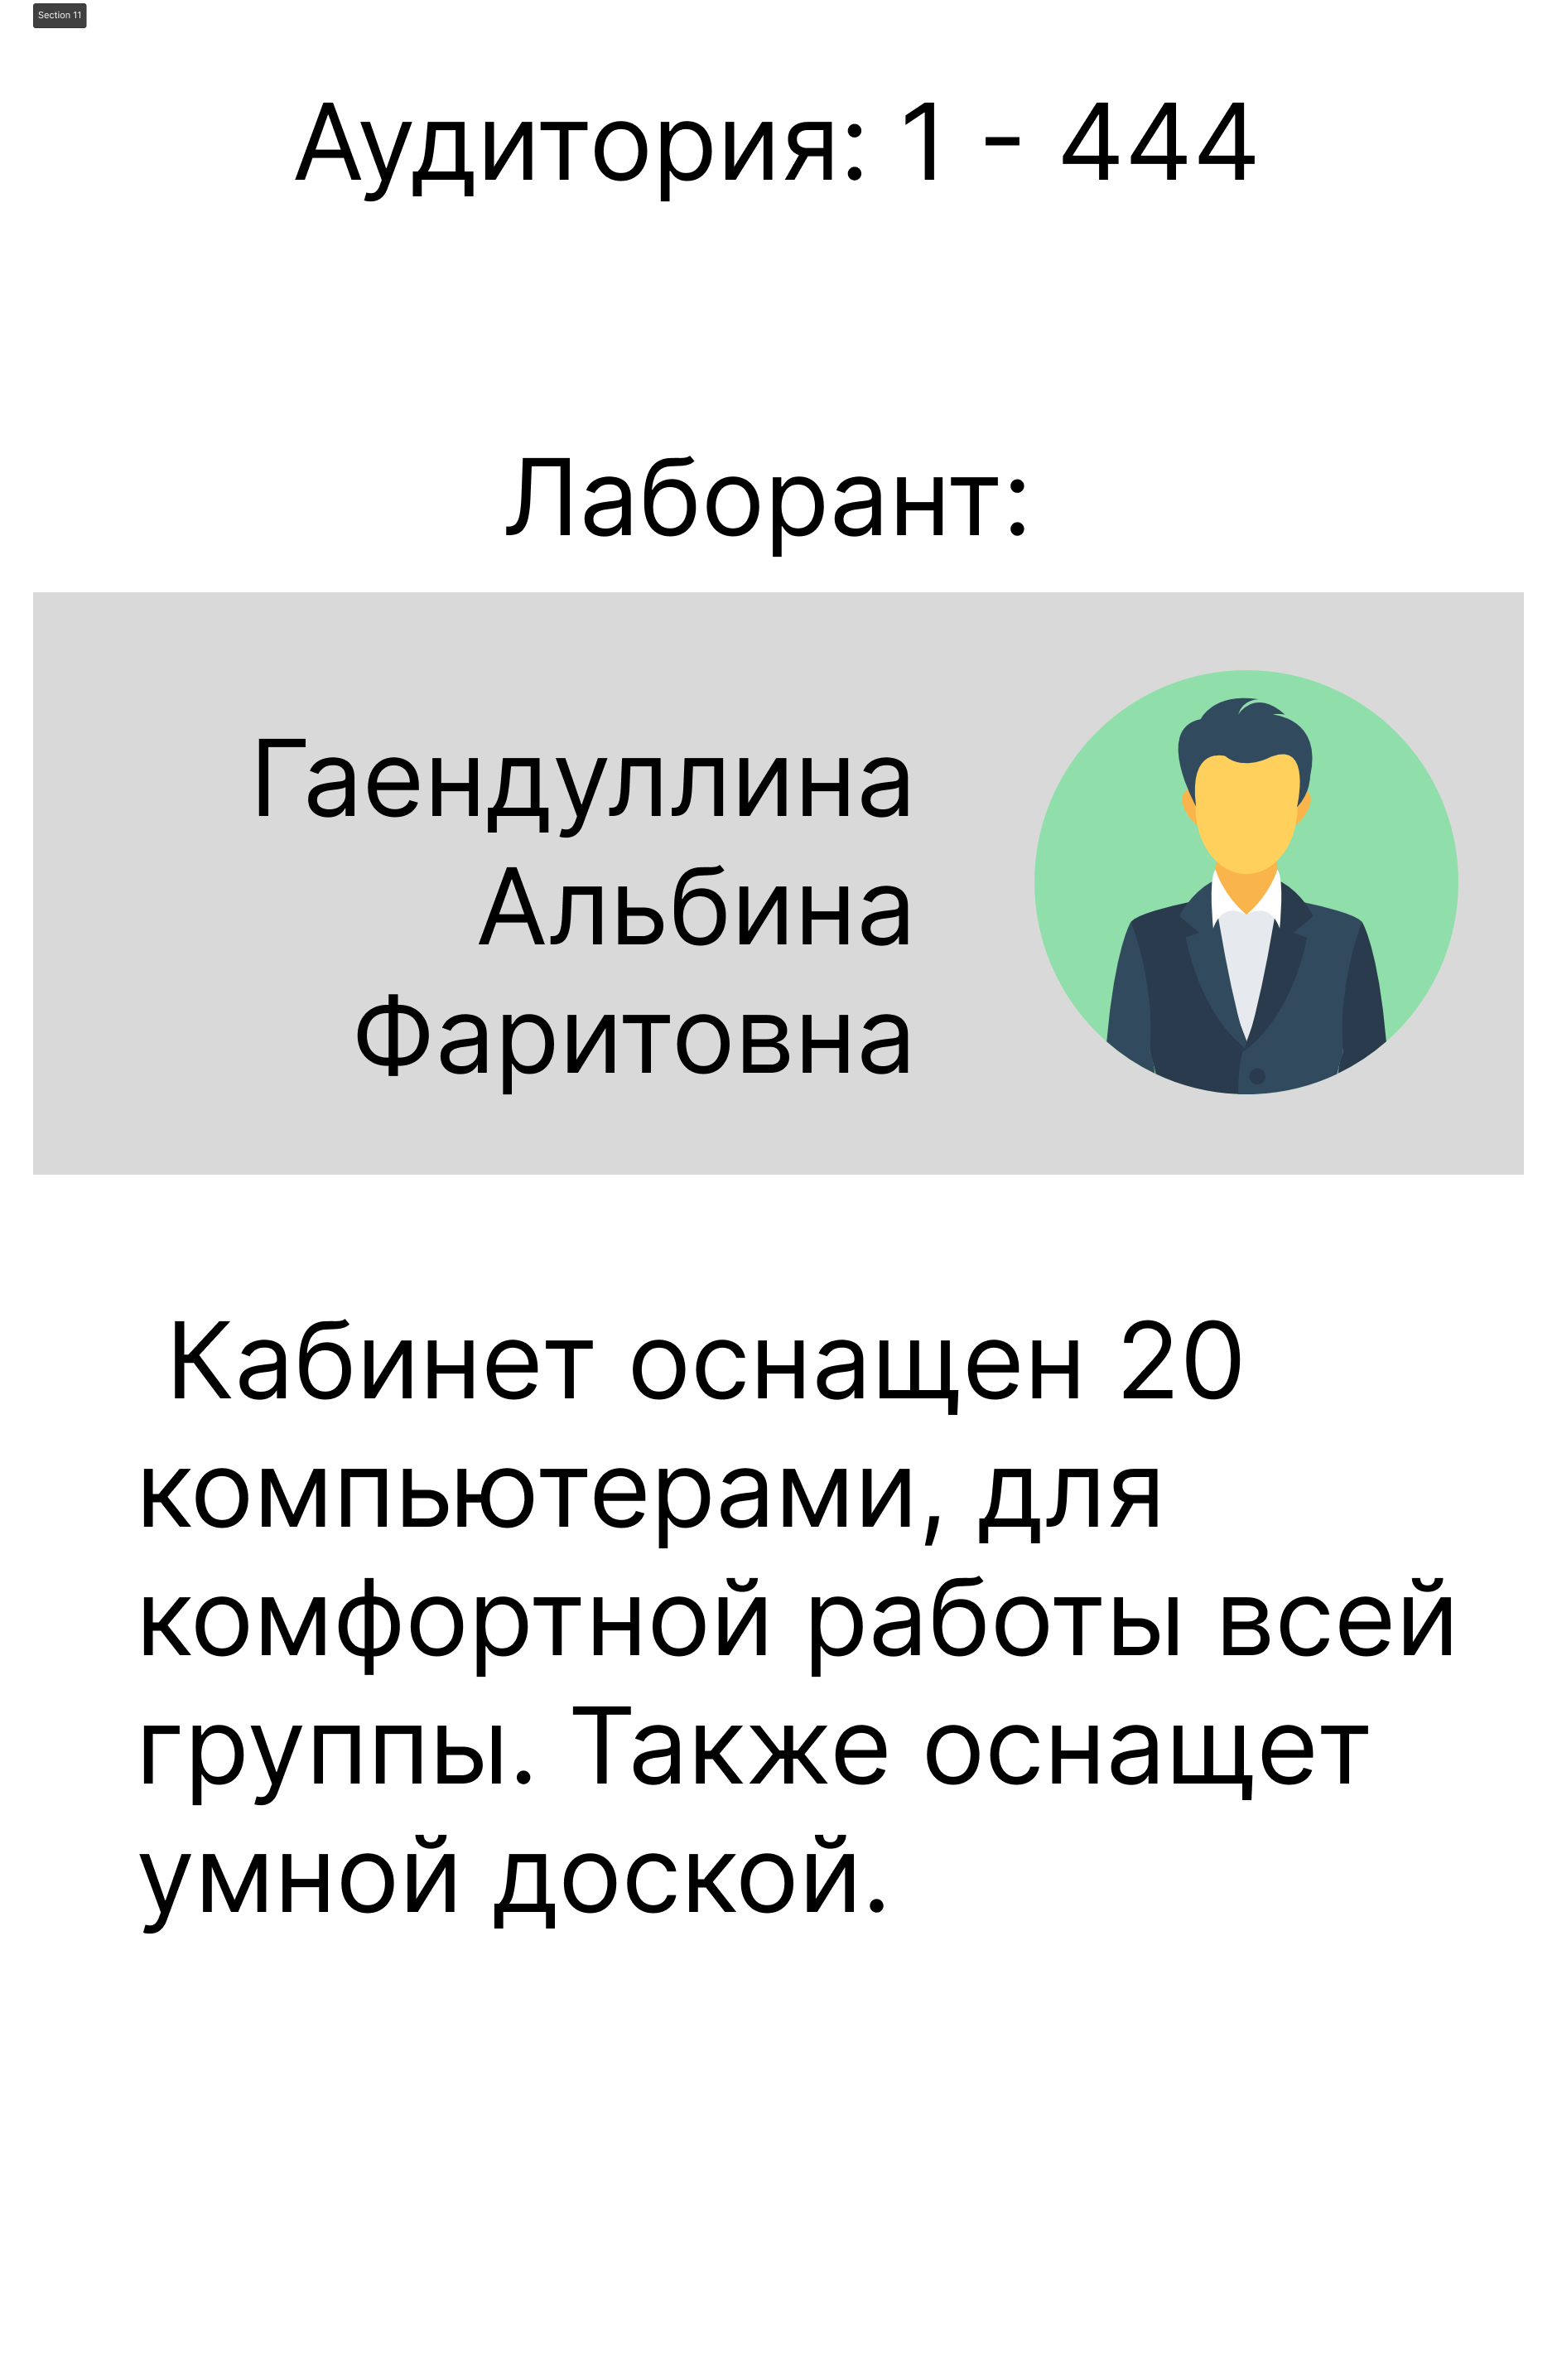 Section 11
Аудитория: 1 - 444
Лаборант:
Гаендуллина
Альбина
Фаритовна
Кабинет оснащен 20
компьютерами, для
комфортной работы всей
группы. Также оснащет
умной доской.